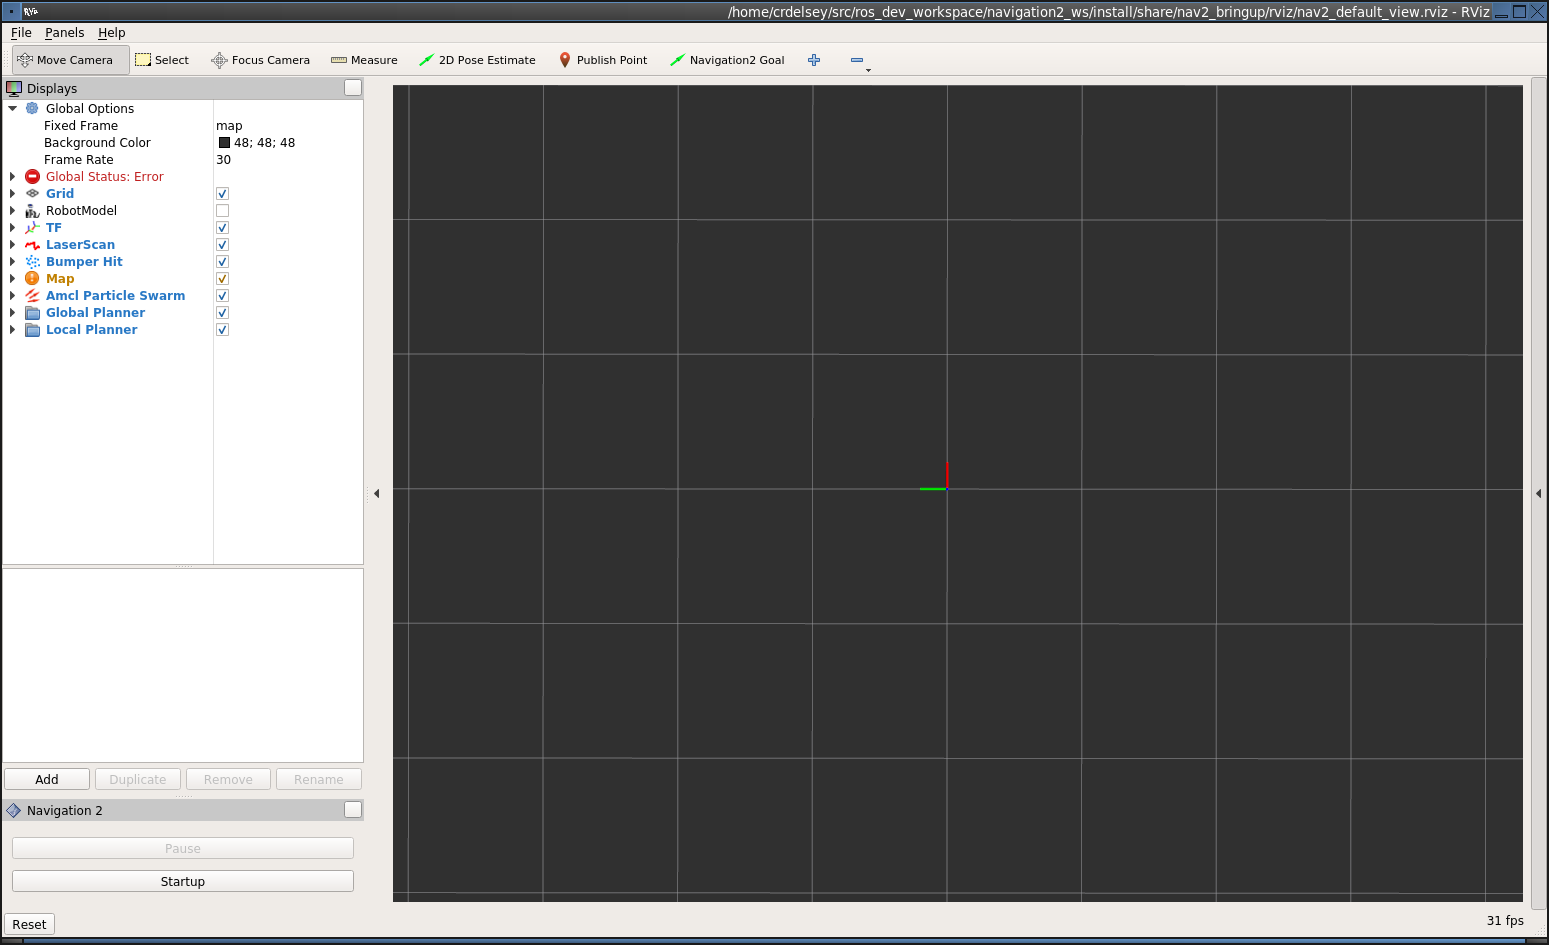 /home/crdelsey/src/ros_dev_workspace/navigation2_ws/install/share/nav2_bringup/rviz/nav2_default_view.rviz - RViz
File Panels Help
Move Camera Select Focus Camera Measure 2D Pose Estimate Publish Point Navigation2 Goal
Displays
Global Options
Fixed Frame map
Background Color 48; 48; 48
Frame Rate 30
Global Status: Error
Grid
RobotModel
TF
LaserScan
Bumper Hit
Map
Amcl Particle Swarm
Global Planner
Local Planner
Add Duplicate Remove Rename
Navigation 2
Pause
Startup
Reset 31 fps